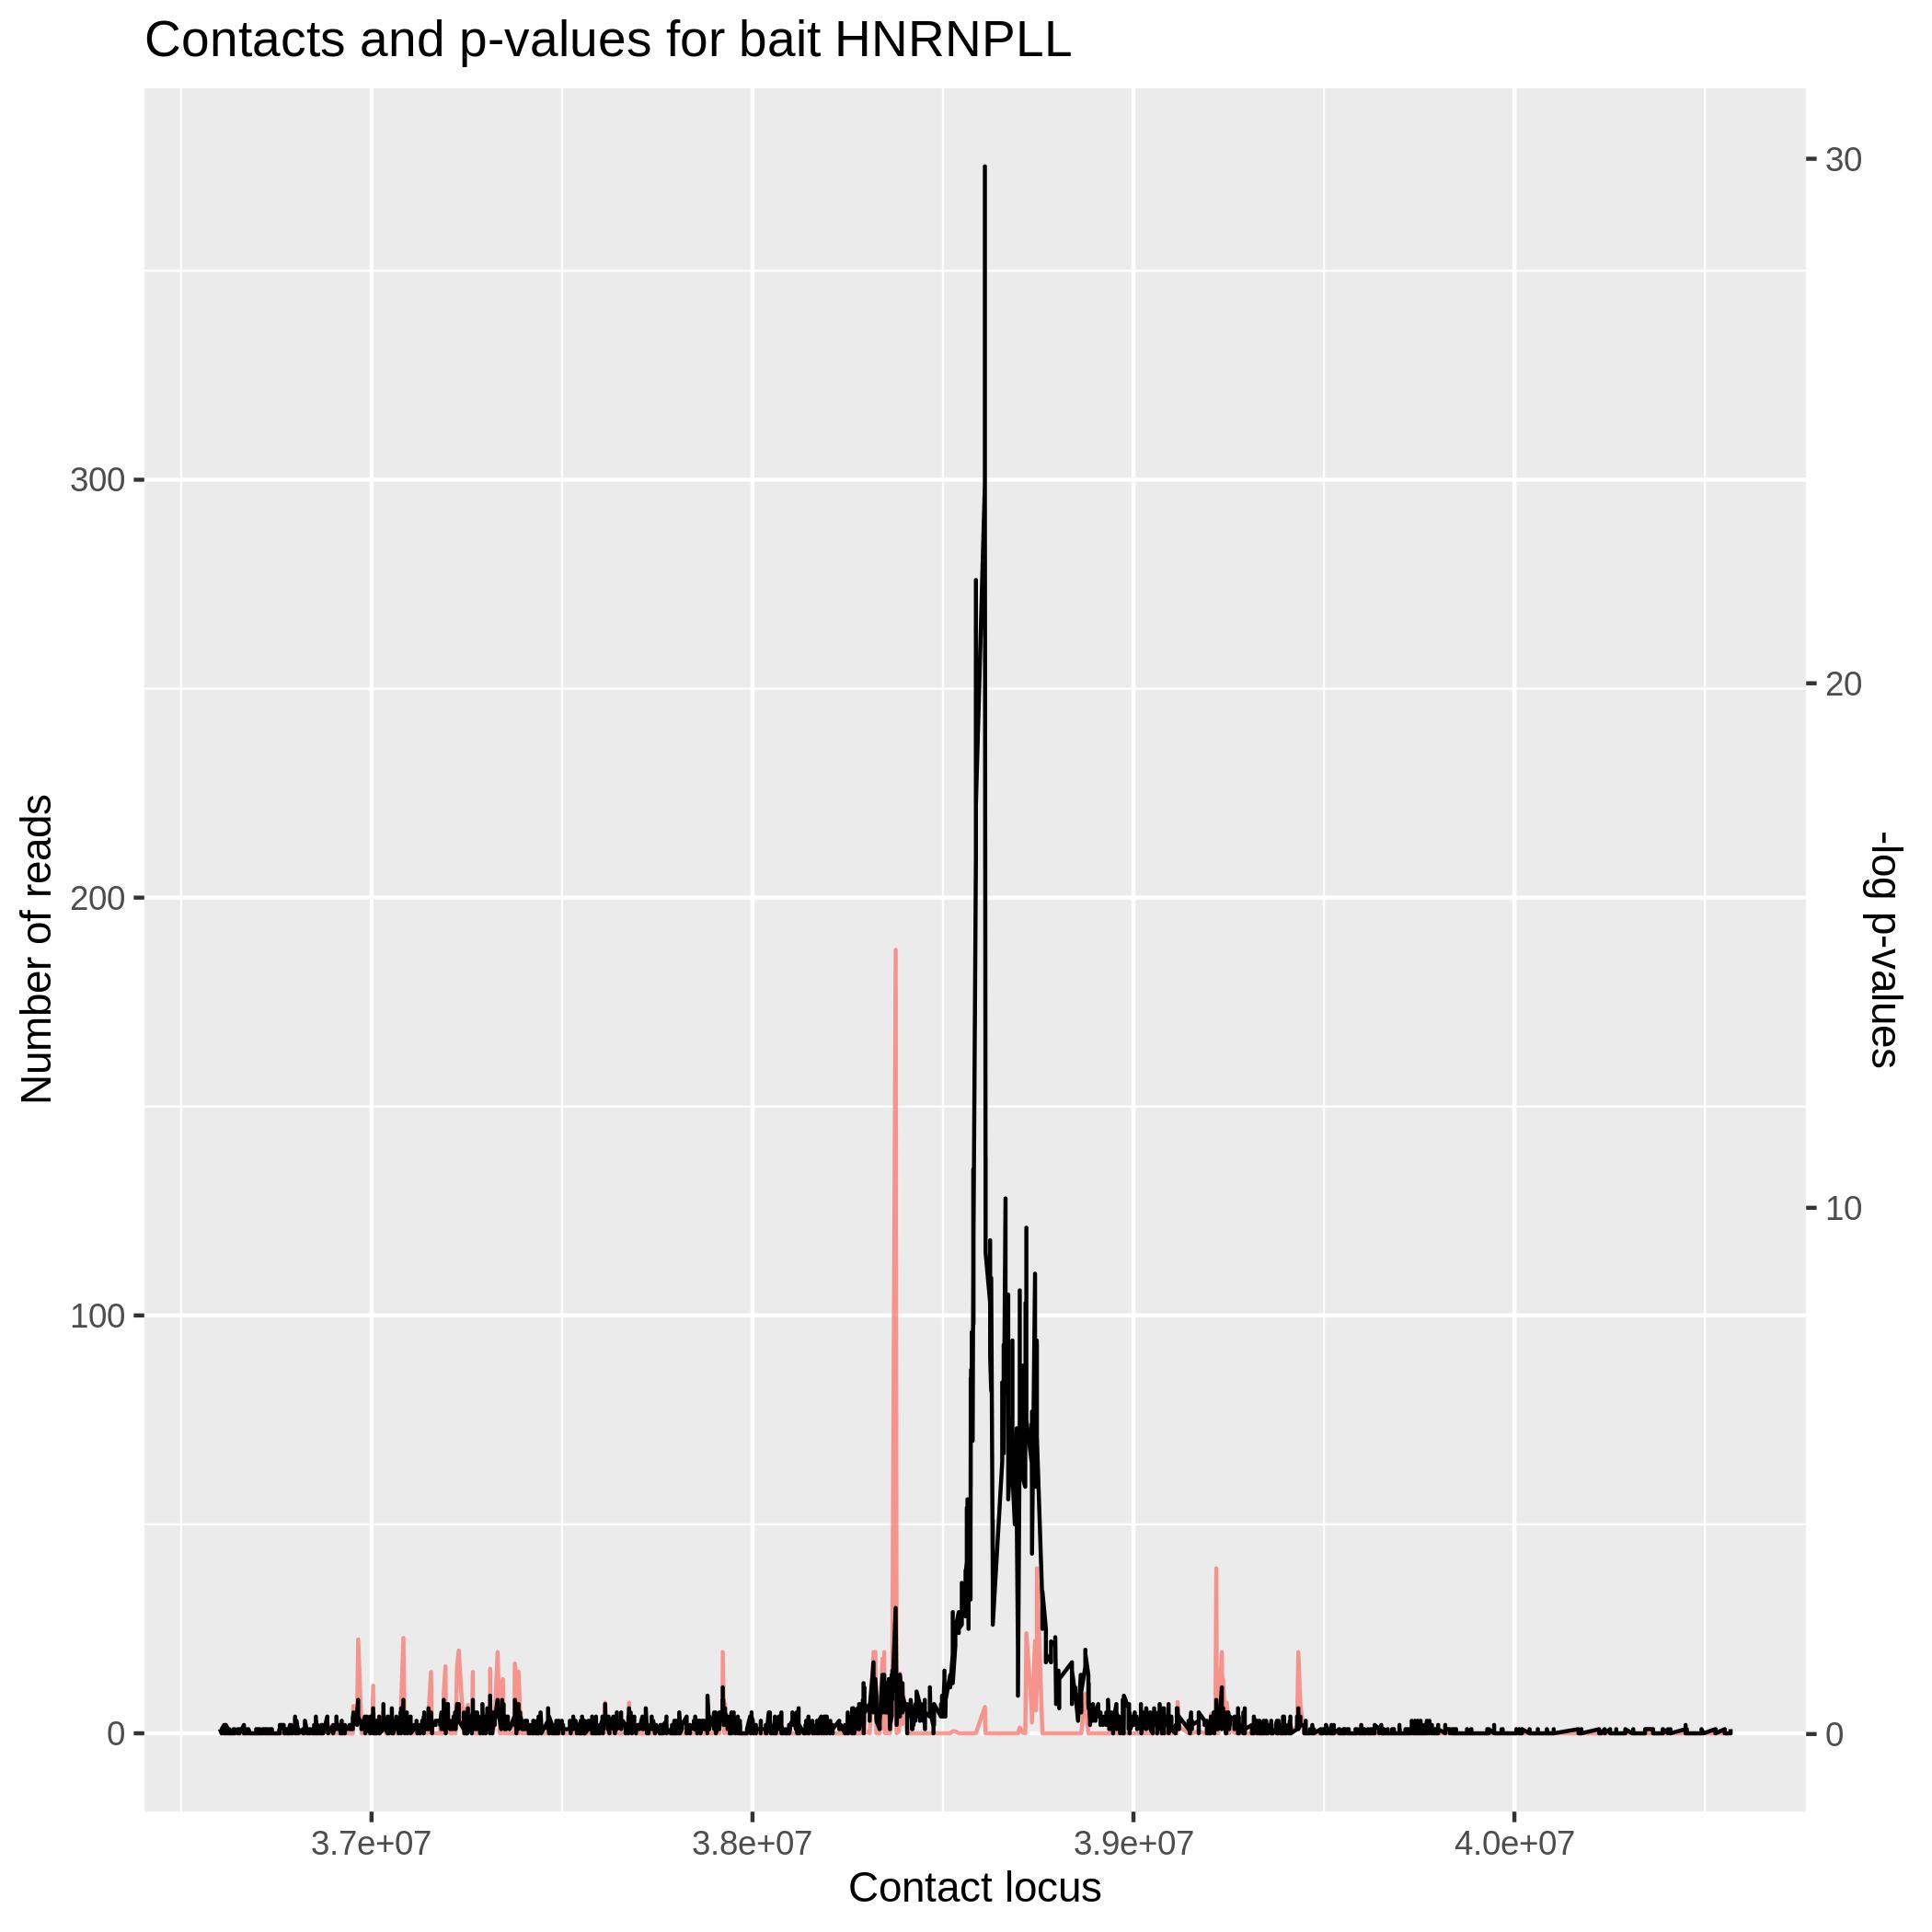 Contacts and p-values for bait HNRNPLL
300
200
100
0
Number of reads
30
20
10
0
-log p-values
3.7e+07
3.8e+07
3.9e+07
4.0e+07
Contact locus